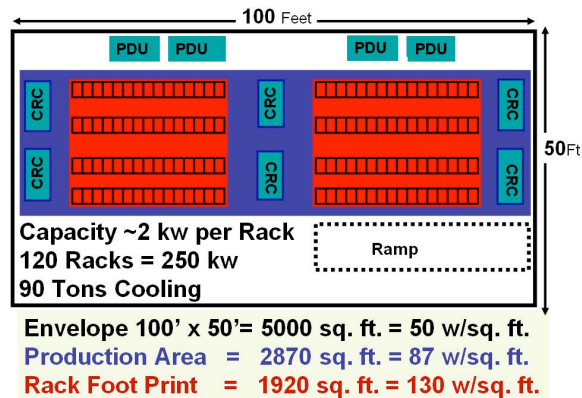 100 Feet
PDU PDU PDU PDU
CRC CRC CRC
CRC CRC CRC
50Ft
Capacity ~2 kw per Rack
120 Racks = 250 kw
90 Tons Cooling
Ramp
Envelope 100' x 50'= 5000 sq. ft. = 50 w/sq. ft.
Production Area = 2870 sq. ft. = 87 w/sq. ft.
Rack Foot Print = 1920 sq. ft. = 130 w/sq. ft.